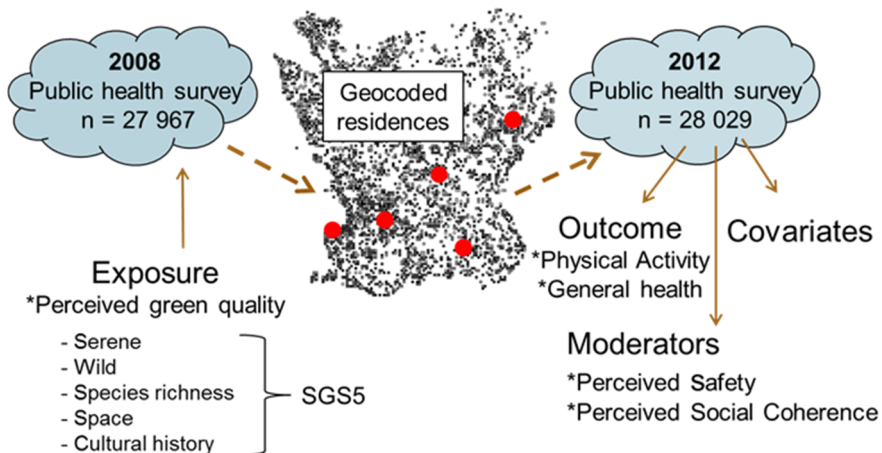 2008
Public health survey
n = 27 967
Geocoded
residences
2012
Public health survey
n = 28 029
Exposure
*Perceived green quality
- Serene
- Wild
- Species richness
- Space
- Cultural history
SGS5
Outcome
*Physical Activity
*General health
Covariates
Moderators
*Perceived Safety
*Perceived Social Coherence